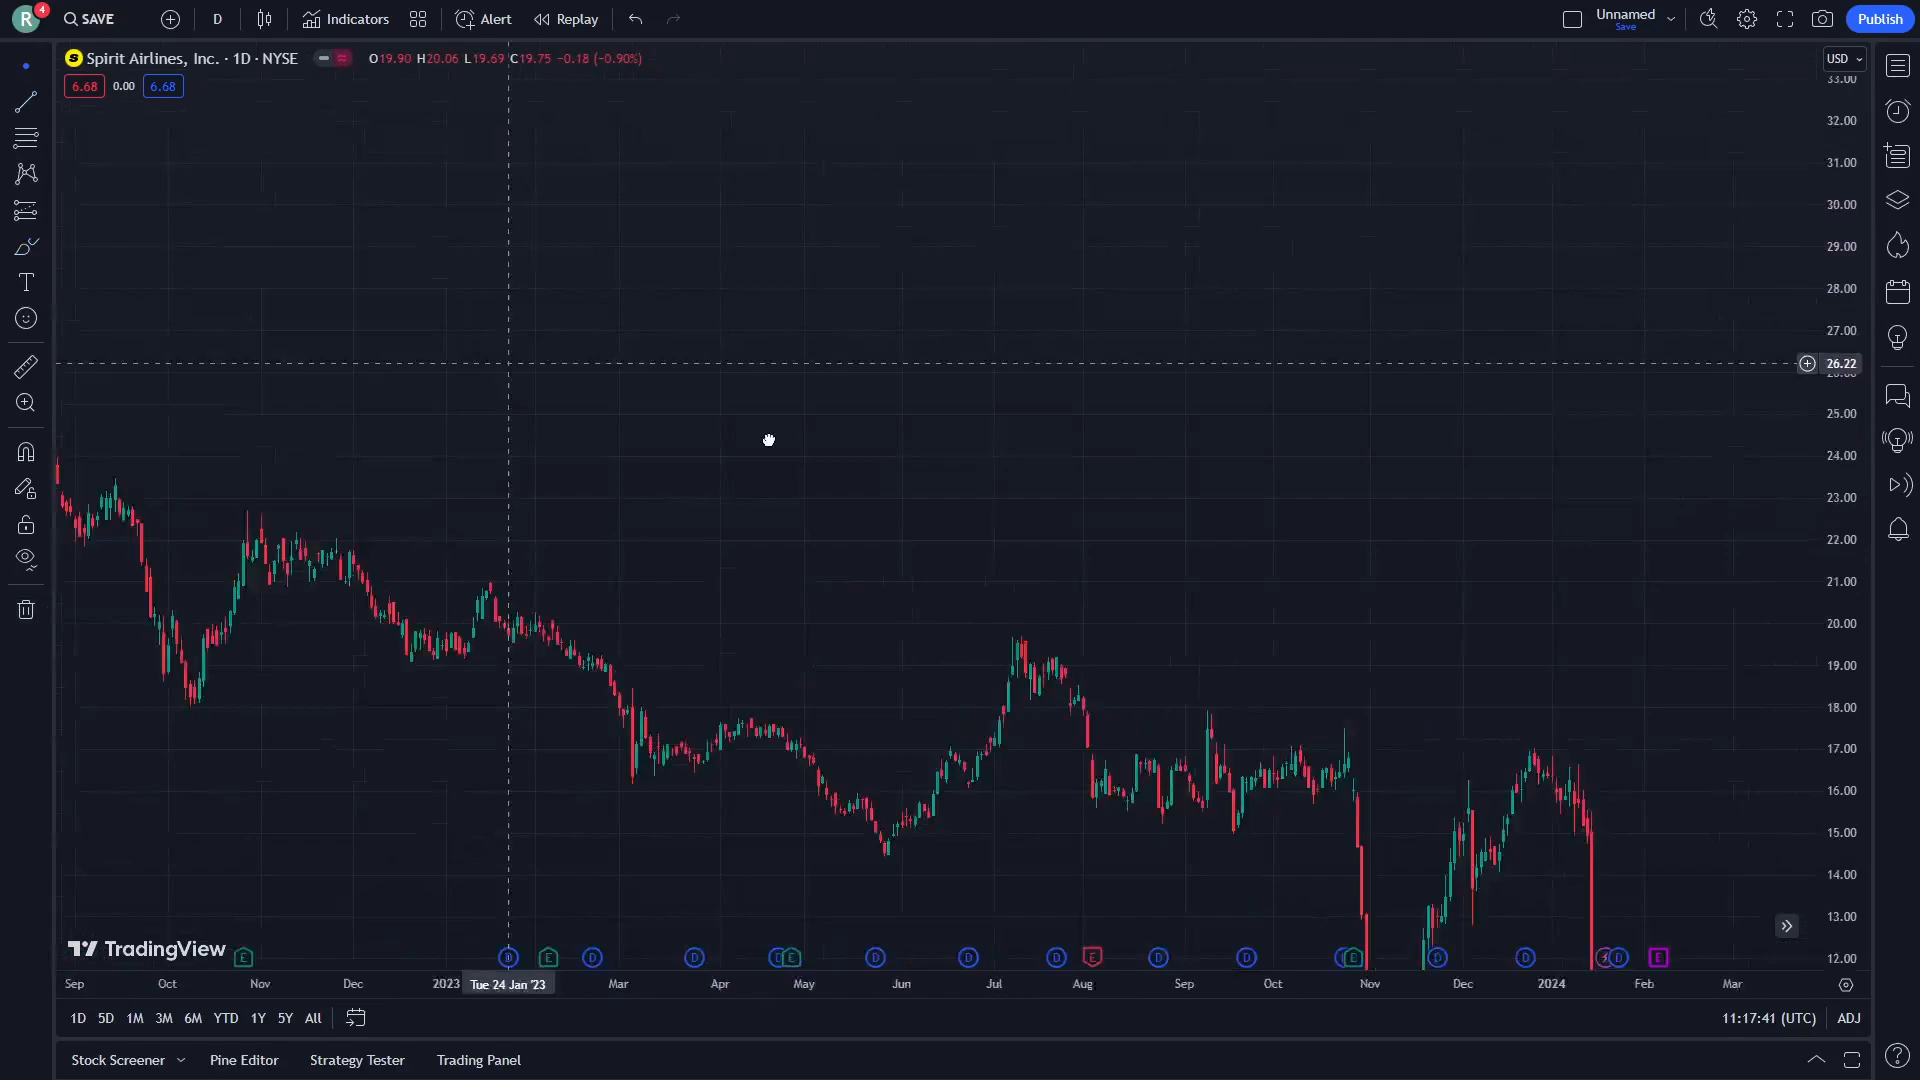 R 4 SAVE D Indicators Alert Replay Unnamed Save Publish
S Spirit Airlines, Inc. · 1D · NYSE O19.90 H20.06 L19.69 C19.75 −0.18 (−0.90%) USD
6.68 0.00 6.68
33.00
32.00
31.00
30.00
29.00
28.00
27.00
26.22
25.00
24.00
23.00
22.00
21.00
20.00
19.00
18.00
17.00
16.00
15.00
14.00
13.00
TradingView
E D E D D D E D D D E D D E D D D E
12.00
Sep Oct Nov Dec 2023 Tue 24 Jan '23 Mar Apr May Jun Jul Aug Sep Oct Nov Dec 2024 Feb Mar
1D 5D 1M 3M 6M YTD 1Y 5Y All 11:17:41 (UTC) ADJ
Stock Screener Pine Editor Strategy Tester Trading Panel